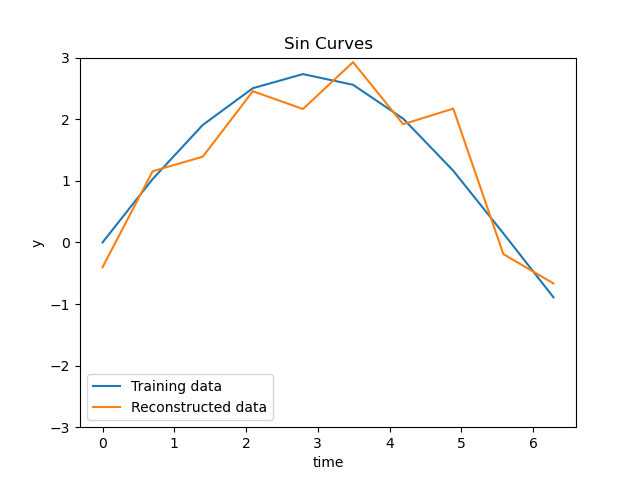 Sin Curves
3
2
1
0
−1
−2
−3
y
Training data
Reconstructed data
0 1 2 3 4 5 6
time